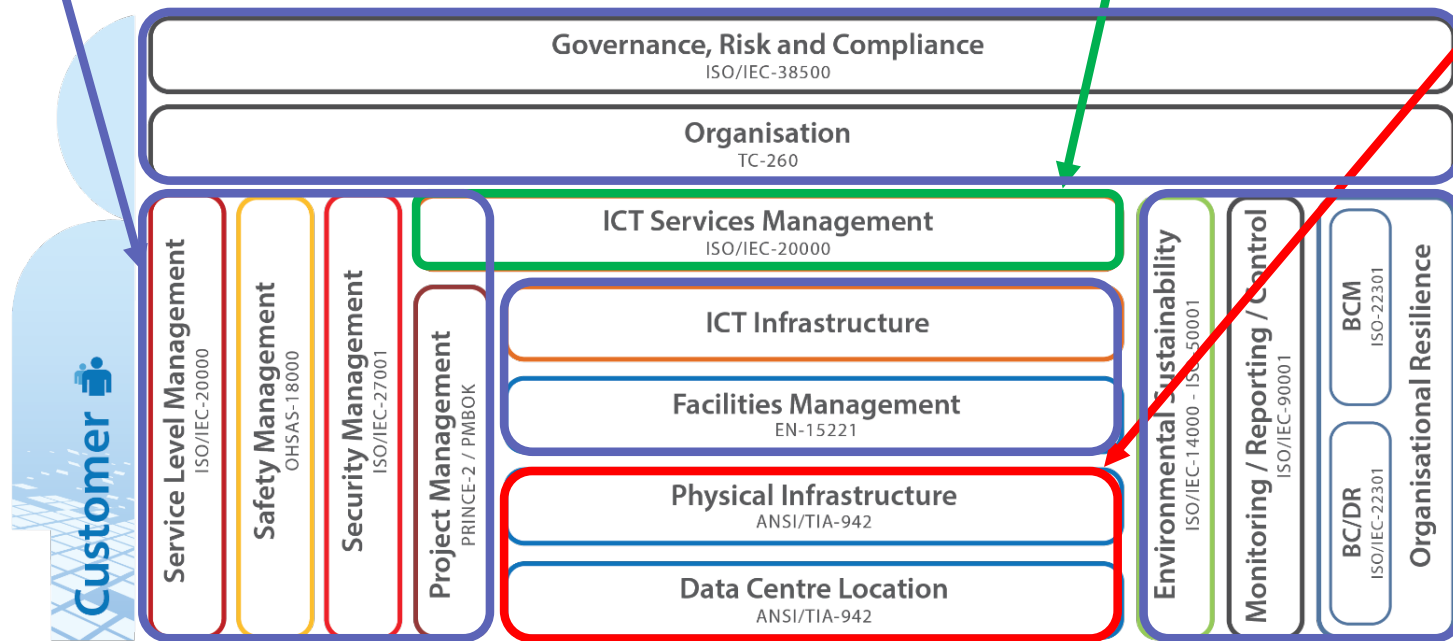 Governance, Risk and Compliance
ISO/IEC-38500
Organisation
TC-260
Customer
Service Level Management
ISO/IEC-20000
Safety Management
OHSAS-18000
Security Management
ISO/IEC-27001
Project Management
PRINCE-2 / PMBOK
ICT Services Management
ISO/IEC-20000
ICT Infrastructure
Facilities Management
EN-15221
Physical Infrastructure
ANSI/TIA-942
Data Centre Location
ANSI/TIA-942
Environmental Sustainability
ISO/IEC-14000 - ISO-50001
Monitoring / Reporting / Control
ISO/IEC-90001
BCM
ISO-22301
BC/DR
ISO/IEC-22301
Organisational Resilience